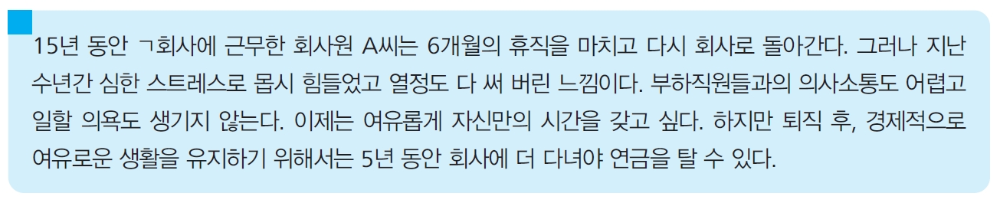 15년 동안 ㄱ회사에 근무한 회사원 A씨는 6개월의 휴직을 마치고 다시 회사로 돌아간다. 그러나 지난
수년간 심한 스트레스로 몹시 힘들었고 열정도 다 써 버린 느낌이다. 부하직원들과의 의사소통도 어렵고
일할 의욕도 생기지 않는다. 이제는 여유롭게 자신만의 시간을 갖고 싶다. 하지만 퇴직 후, 경제적으로
여유로운 생활을 유지하기 위해서는 5년 동안 회사에 더 다녀야 연금을 탈 수 있다.